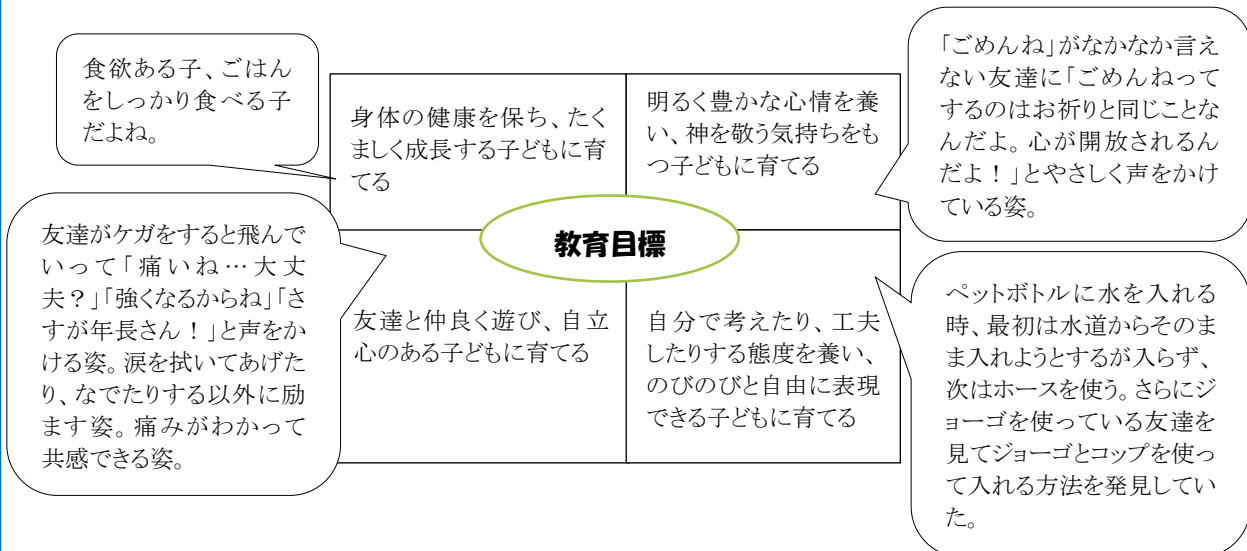 食欲ある子、ごはん
をしっかり食べる子
だよね。
身体の健康を保ち、たく
ましく成長する子どもに育
てる
明るく豊かな心情を養
い、神を敬う気持ちをも
つ子どもに育てる
「ごめんね」がなかなか言え
ない友達に「ごめんねって
するのはお祈りと同じことな
んだよ。心が開放されるん
だよ！」とやさしく声をかけ
ている姿。
教育目標
友達がケガをすると飛んで
いって「痛いね…大丈
夫？」「強くなるからね」「さ
すが年長さん！」と声をか
ける姿。涙を拭いてあげた
り、なでたりする以外に励
ます姿。痛みがわかって
共感できる姿。
友達と仲良く遊び、自立
心のある子どもに育てる
自分で考えたり、工夫
したりする態度を養い、
のびのびと自由に表現
できる子どもに育てる
ペットボトルに水を入れる
時、最初は水道からそのま
ま入れようとするが入らず、
次はホースを使う。さらにジ
ョーゴを使っている友達を
見てジョーゴとコップを使っ
て入れる方法を発見してい
た。